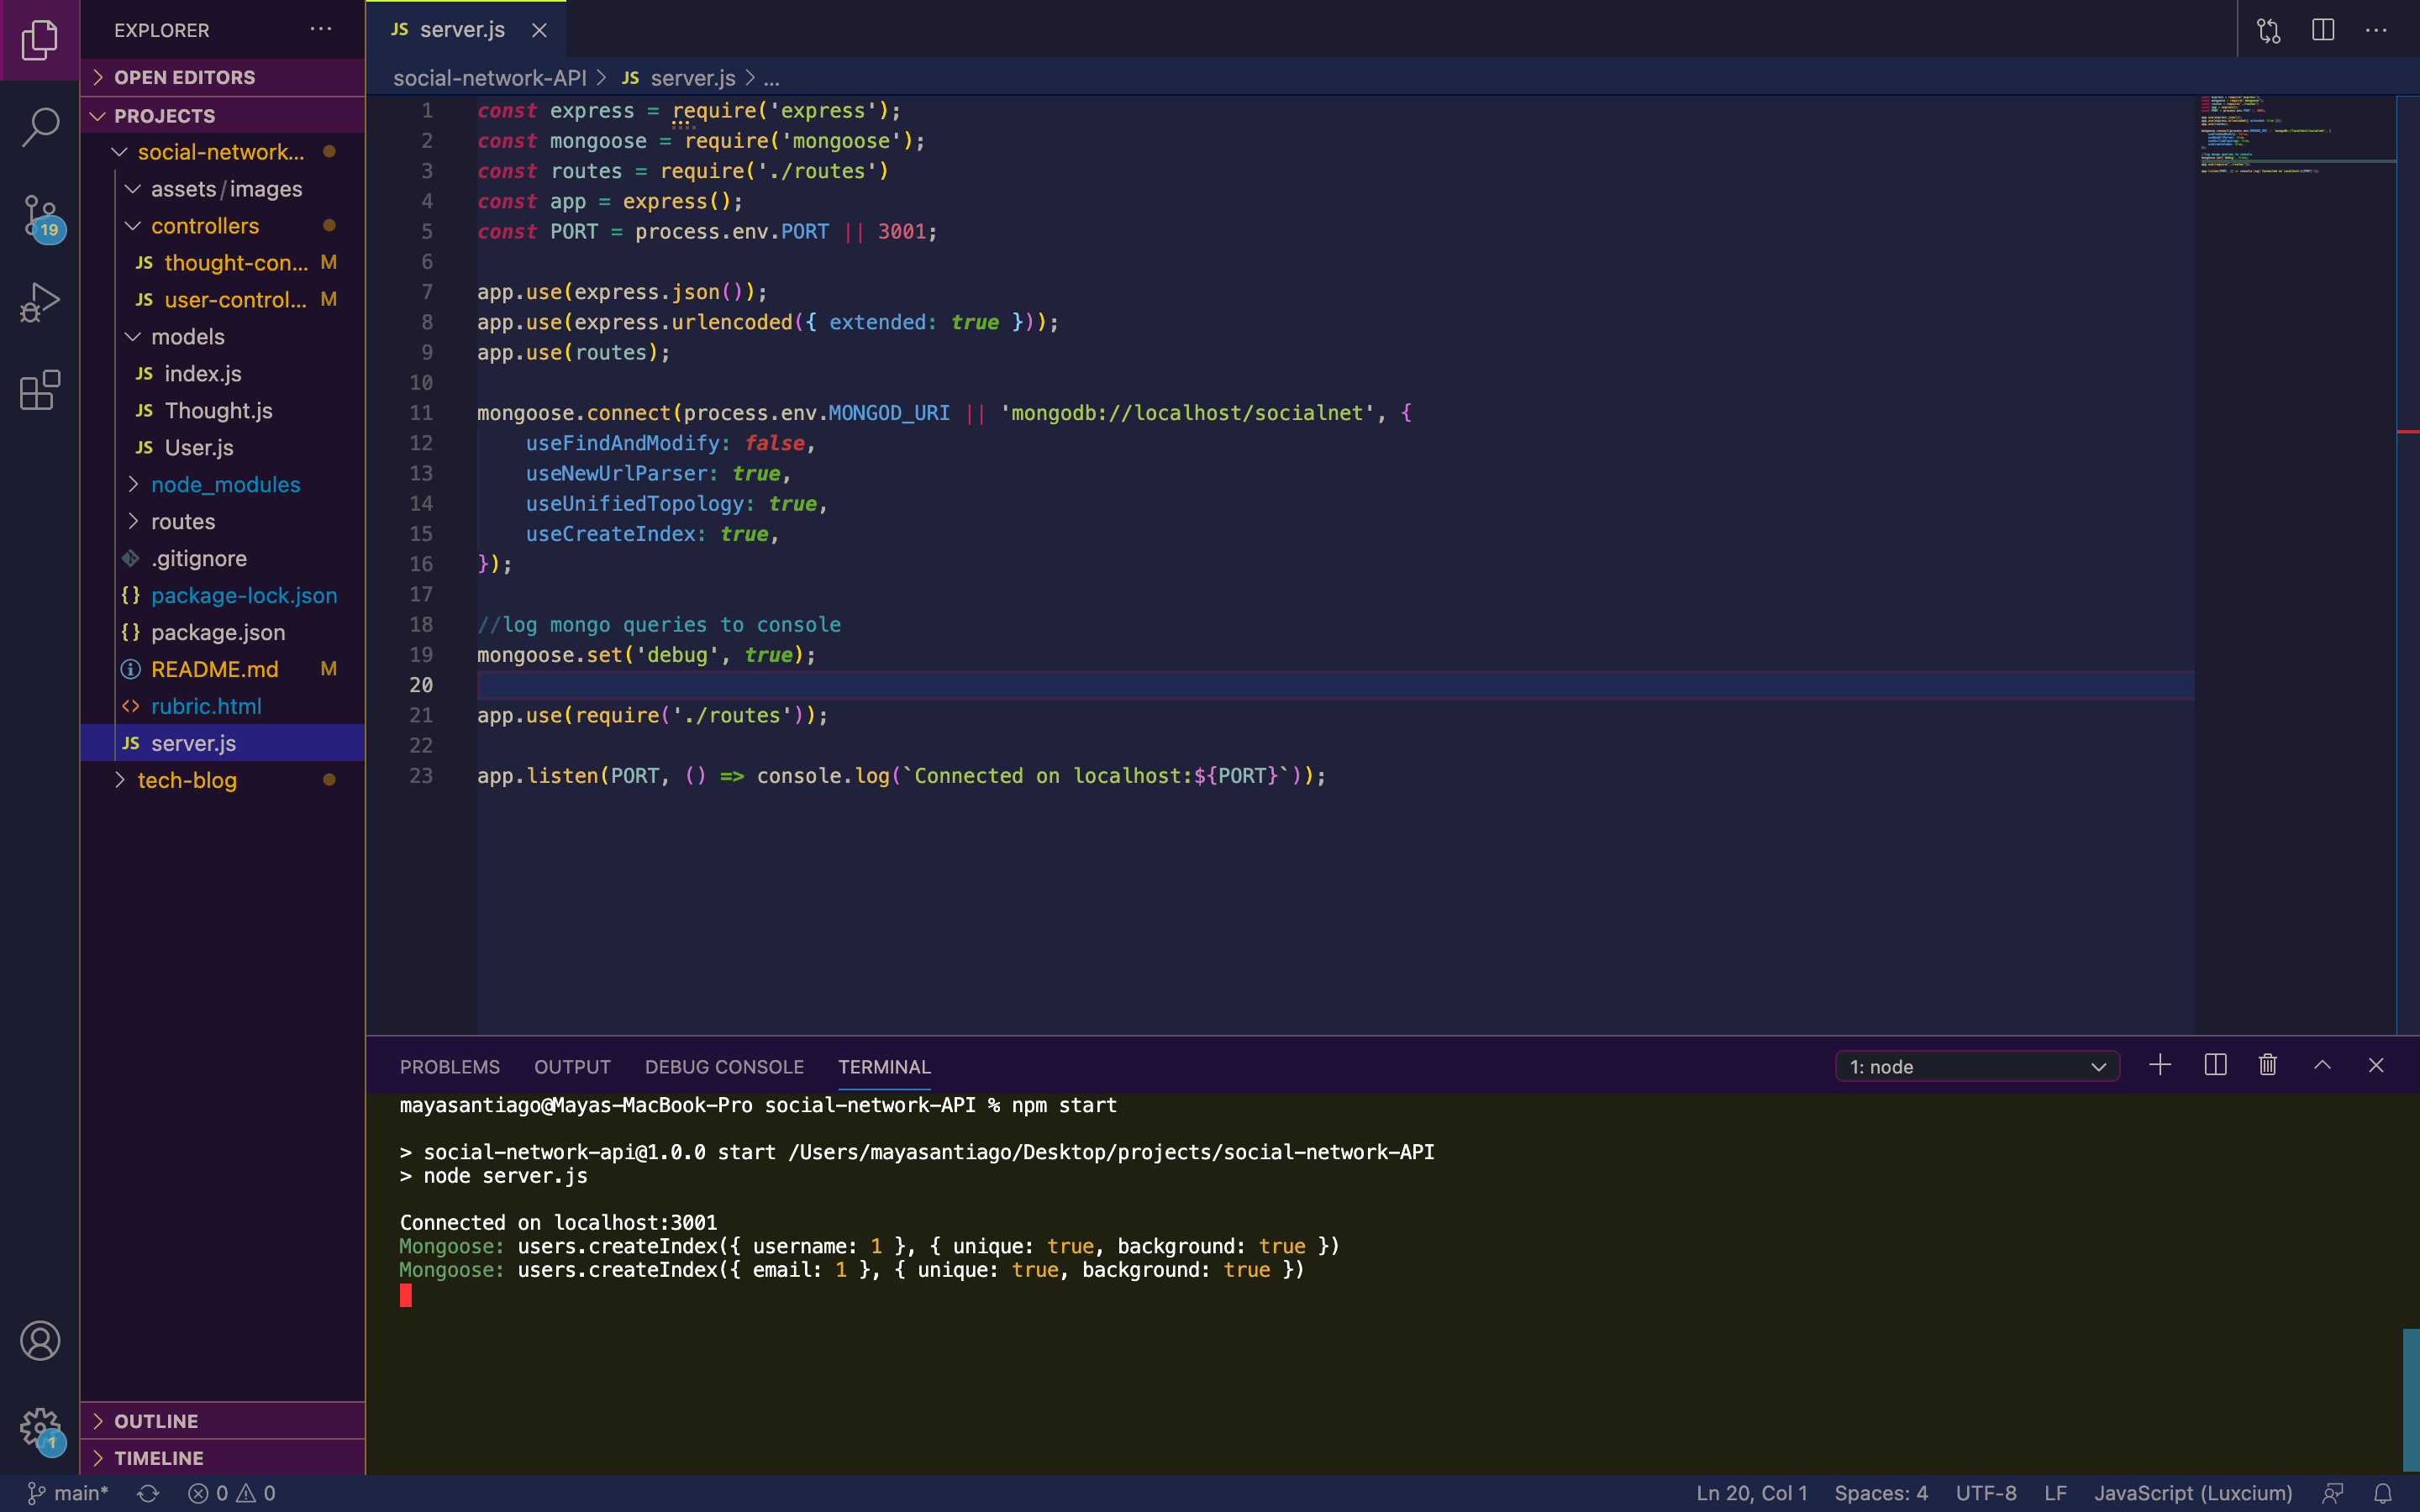 EXPLORER
OPEN EDITORS
PROJECTS
social-network...
assets/images
controllers
JS thought-con... M
JS user-control... M
models
JS index.js
JS Thought.js
JS User.js
node_modules
routes
.gitignore
{} package-lock.json
{} package.json
README.md M
<> rubric.html
JS server.js
tech-blog
OUTLINE
TIMELINE
19
1
JS server.js
social-network-API > JS server.js > ...
1 const express = require('express');
2 const mongoose = require('mongoose');
3 const routes = require('./routes')
4 const app = express();
5 const PORT = process.env.PORT || 3001;
6
7 app.use(express.json());
8 app.use(express.urlencoded({ extended: true }));
9 app.use(routes);
10
11 mongoose.connect(process.env.MONGOD_URI || 'mongodb://localhost/socialnet', {
12 useFindAndModify: false,
13 useNewUrlParser: true,
14 useUnifiedTopology: true,
15 useCreateIndex: true,
16 });
17
18 //log mongo queries to console
19 mongoose.set('debug', true);
20
21 app.use(require('./routes'));
22
23 app.listen(PORT, () => console.log(`Connected on localhost:${PORT}`));
PROBLEMS OUTPUT DEBUG CONSOLE TERMINAL 1: node
mayasantiago@Mayas-MacBook-Pro social-network-API % npm start
> social-network-api@1.0.0 start /Users/mayasantiago/Desktop/projects/social-network-API
> node server.js
Connected on localhost:3001
Mongoose: users.createIndex({ username: 1 }, { unique: true, background: true })
Mongoose: users.createIndex({ email: 1 }, { unique: true, background: true })
main* 0 0 Ln 20, Col 1 Spaces: 4 UTF-8 LF JavaScript (Luxcium)